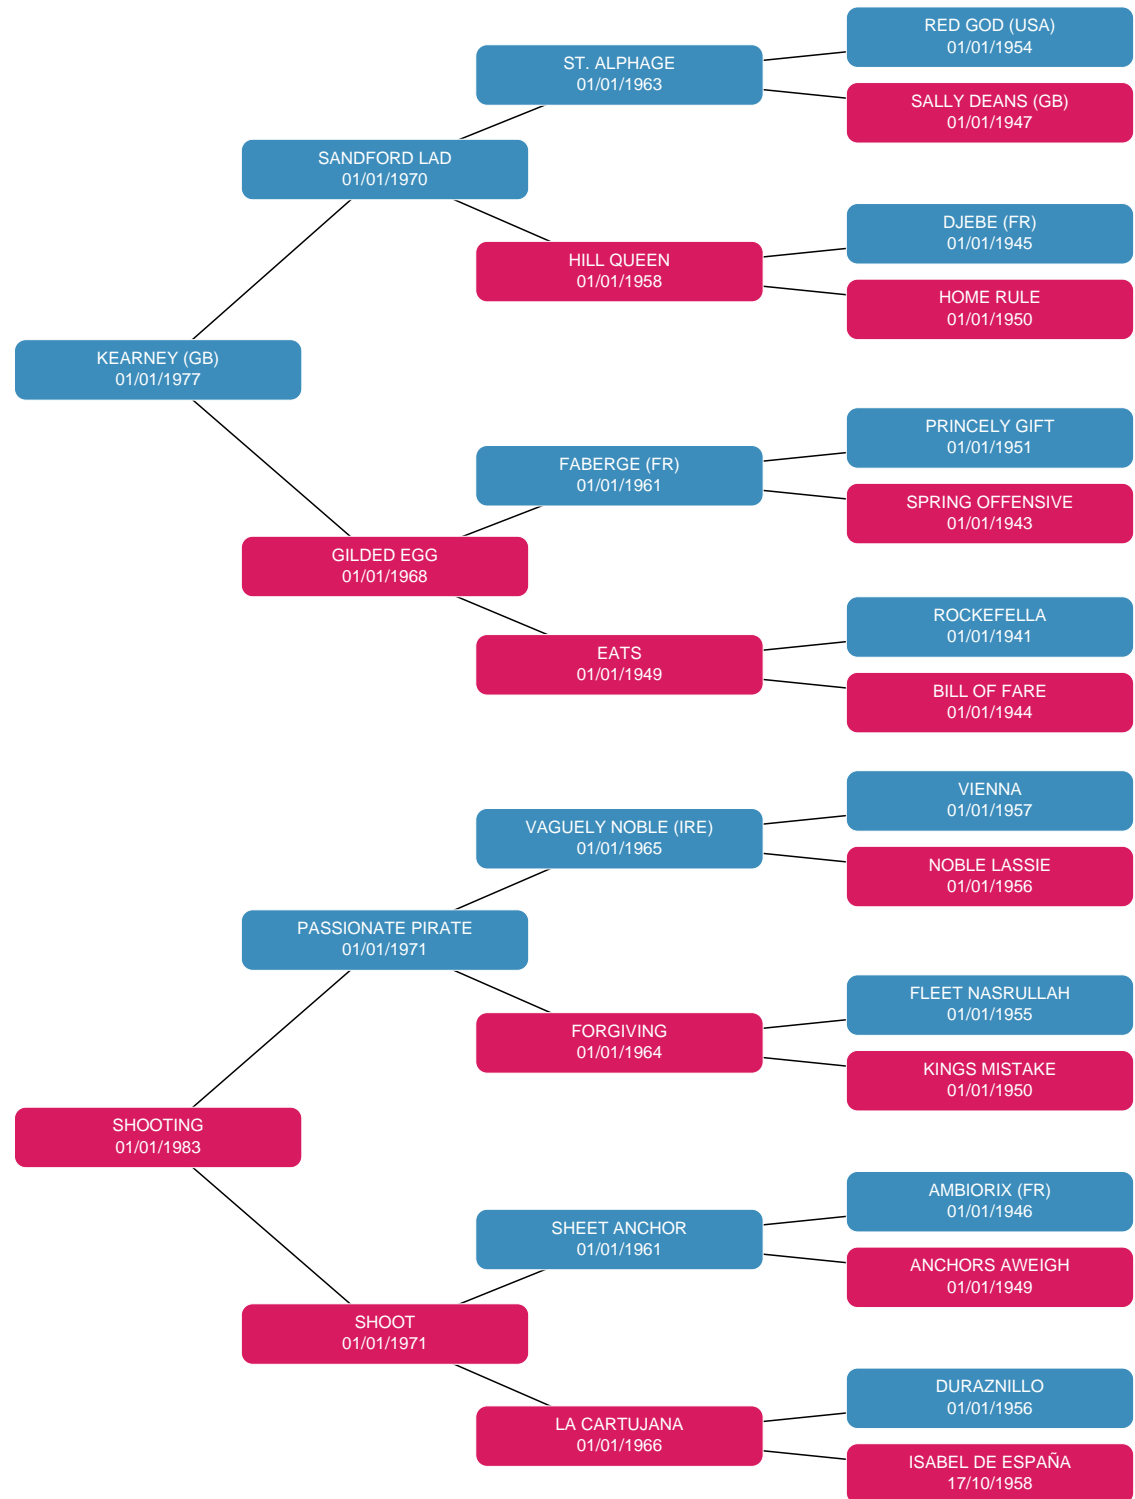 RED GOD (USA)
01/01/1954
ST. ALPHAGE
01/01/1963
SALLY DEANS (GB)
01/01/1947
SANDFORD LAD
01/01/1970
DJEBE (FR)
01/01/1945
HILL QUEEN
01/01/1958
HOME RULE
01/01/1950
KEARNEY (GB)
01/01/1977
PRINCELY GIFT
01/01/1951
FABERGE (FR)
01/01/1961
SPRING OFFENSIVE
01/01/1943
GILDED EGG
01/01/1968
ROCKEFELLA
01/01/1941
EATS
01/01/1949
BILL OF FARE
01/01/1944
VIENNA
01/01/1957
VAGUELY NOBLE (IRE)
01/01/1965
NOBLE LASSIE
01/01/1956
PASSIONATE PIRATE
01/01/1971
FLEET NASRULLAH
01/01/1955
FORGIVING
01/01/1964
KINGS MISTAKE
01/01/1950
SHOOTING
01/01/1983
AMBIORIX (FR)
01/01/1946
SHEET ANCHOR
01/01/1961
ANCHORS AWEIGH
01/01/1949
SHOOT
01/01/1971
DURAZNILLO
01/01/1956
LA CARTUJANA
01/01/1966
ISABEL DE ESPAÑA
17/10/1958